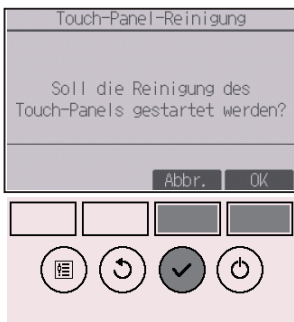 Touch-Panel-Reinigung
Soll die Reinigung des
Touch-Panels gestartet werden?
Abbr. OK